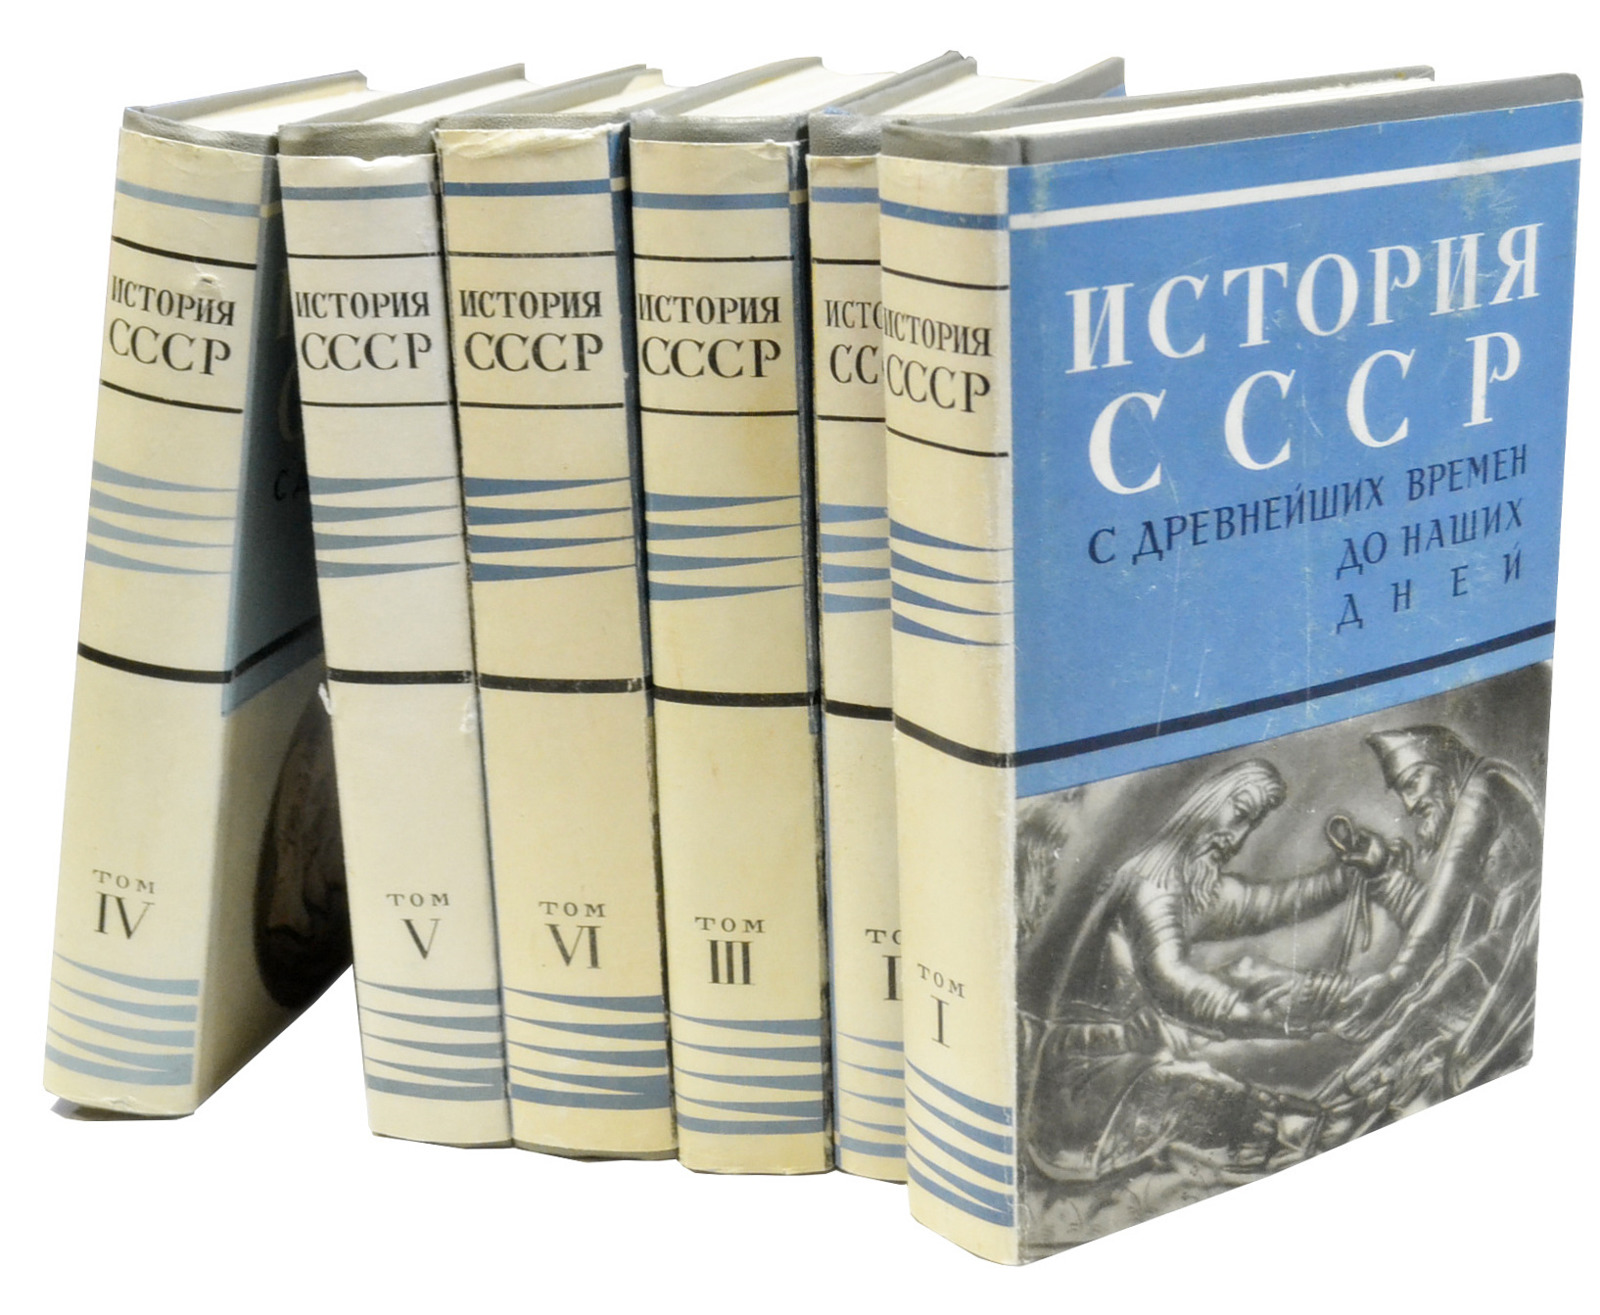 ИСТОРИЯ
СССР
ТОМ
IV
ИСТОРИЯ
СССР
ТОМ
V
ИСТОРИЯ
СССР
ТОМ
VI
ИСТОРИЯ
СССР
ТОМ
III
ИСТОРИЯ
СССР
ТОМ
I
ИСТОРИЯ
СССР
С ДРЕВНЕЙШИХ ВРЕМЕН
ДО НАШИХ
ДНЕЙ